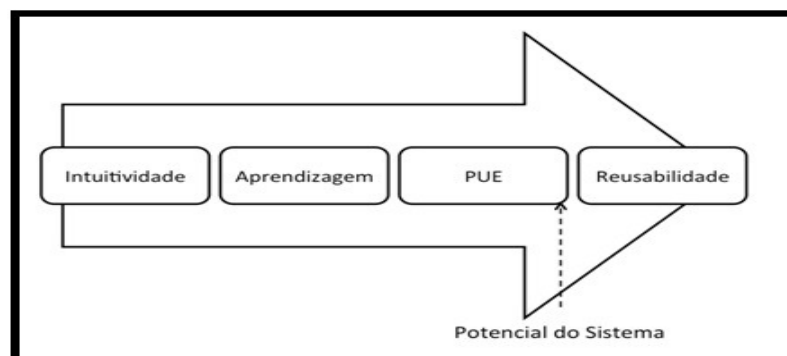 Intuitividade
Aprendizagem
PUE
Reusabilidade
Potencial do Sistema